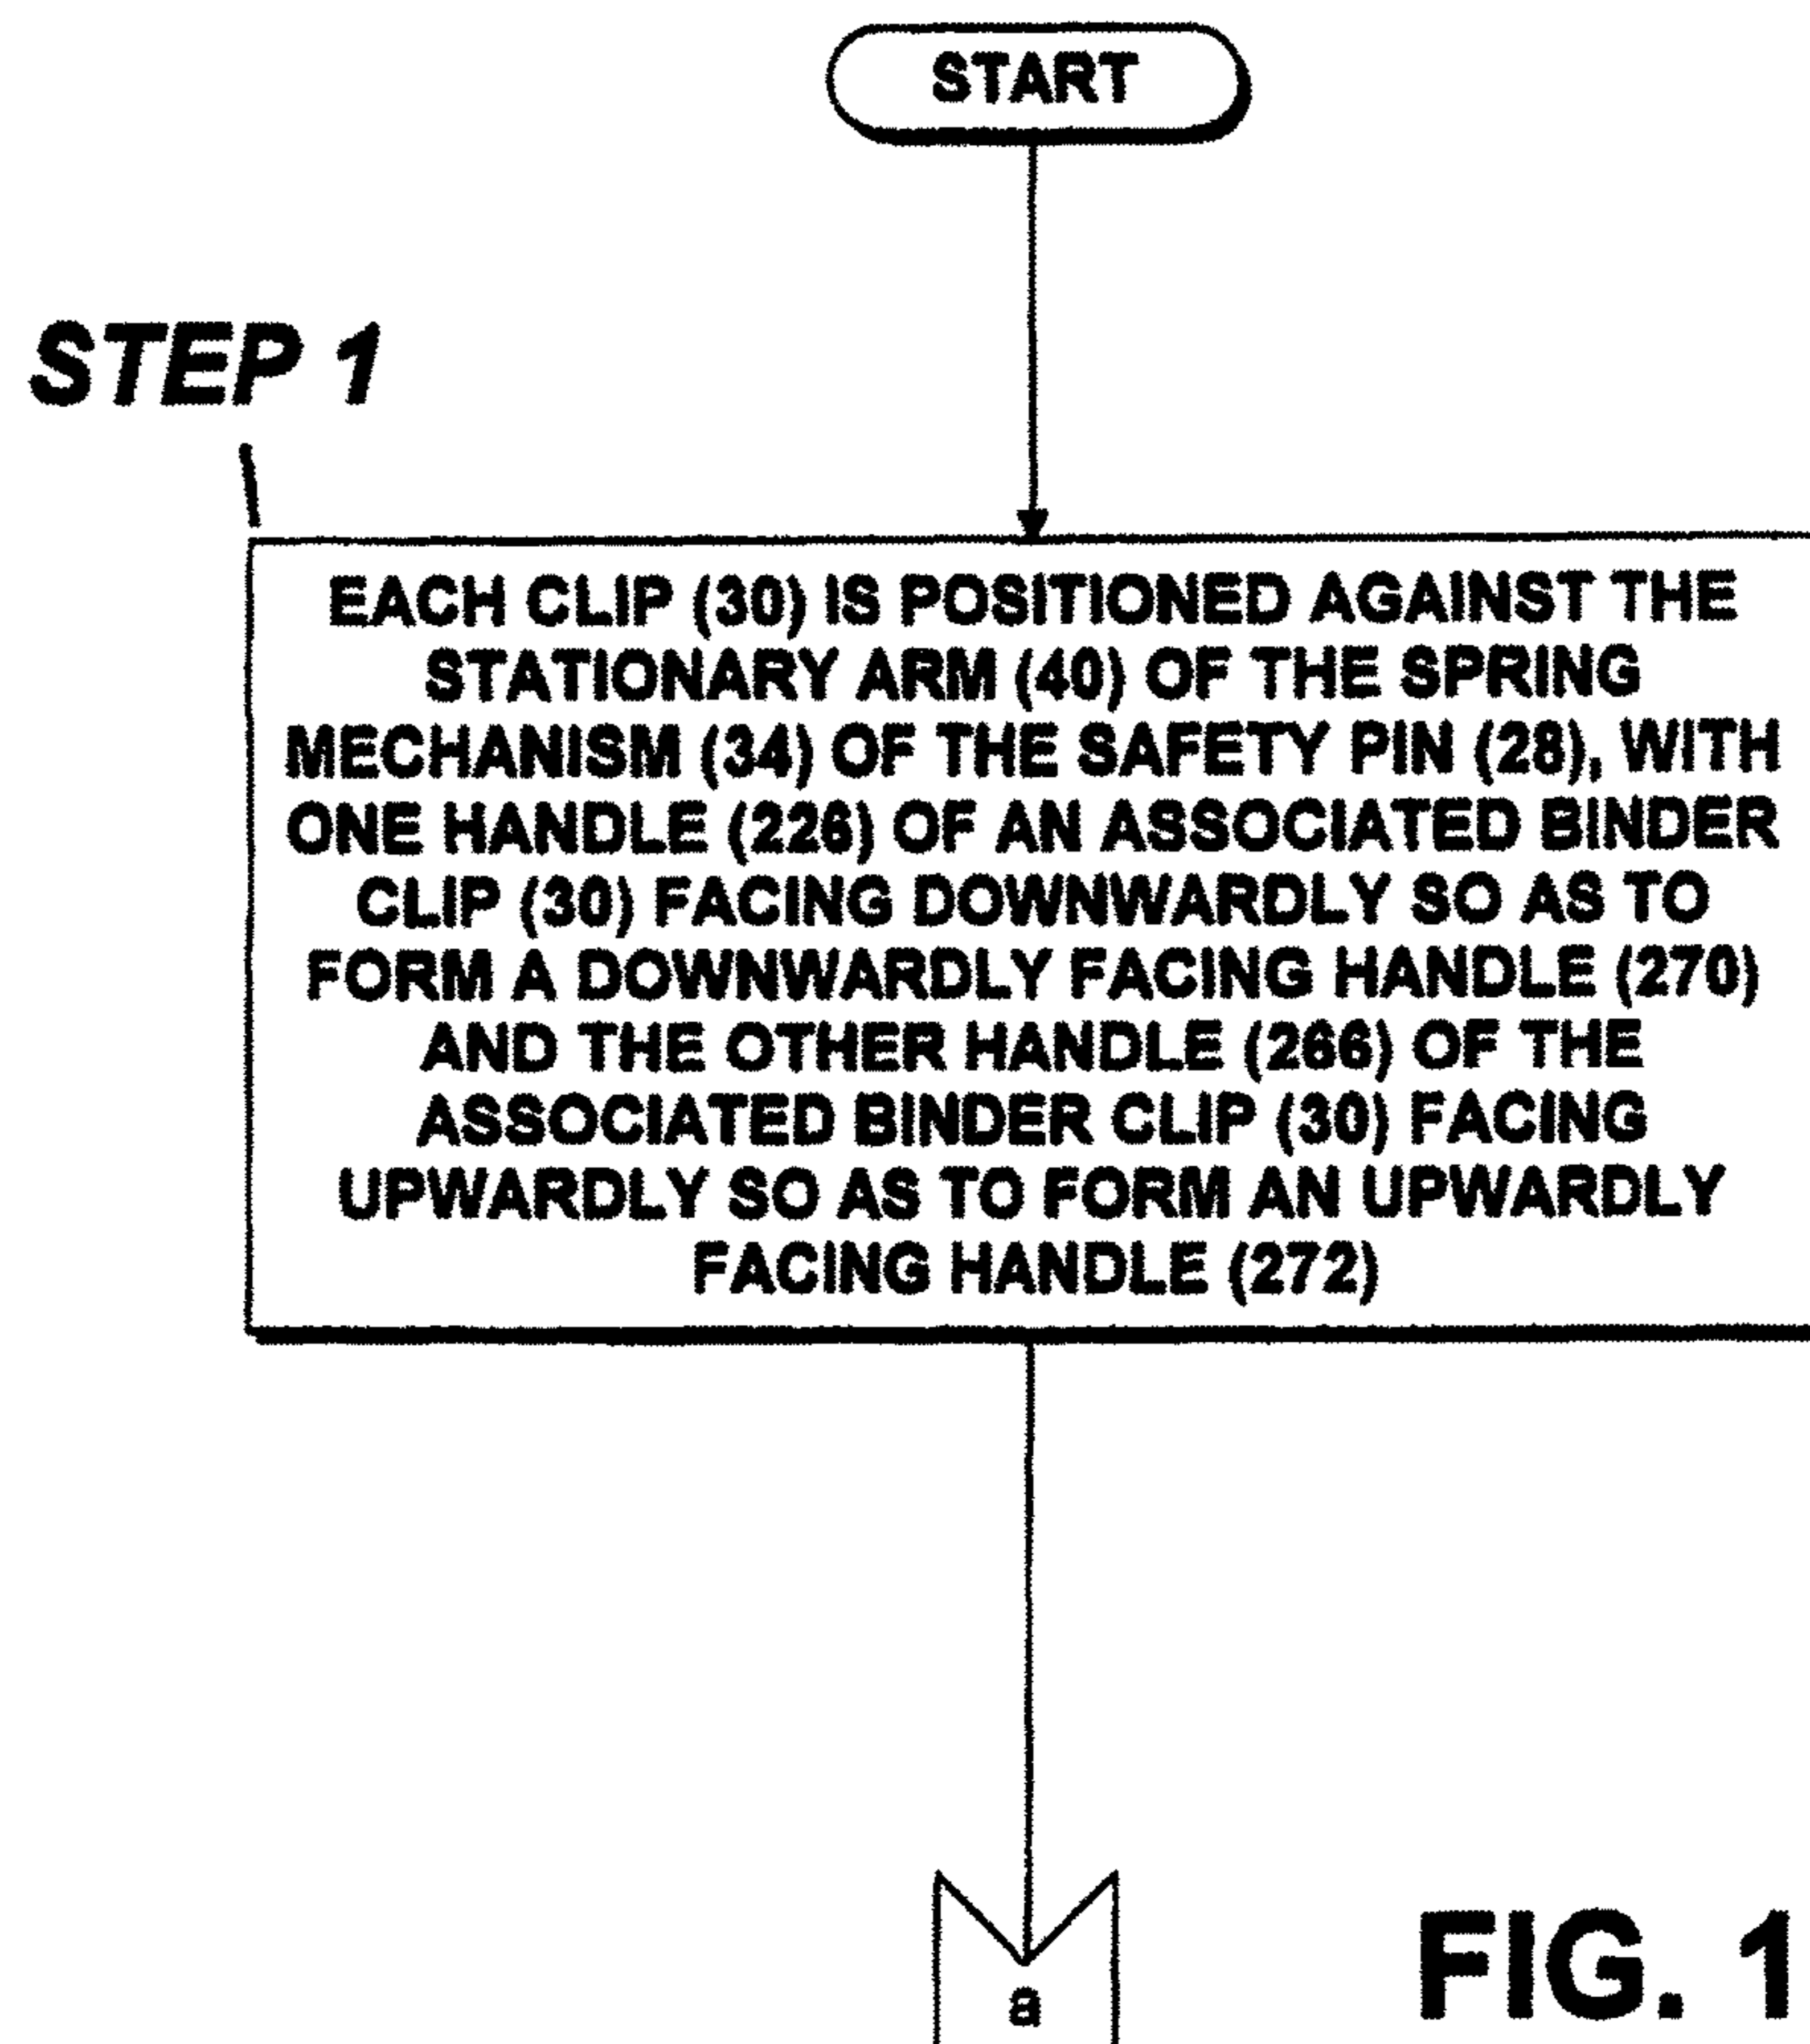 START
STEP 1
EACH CLIP (30) IS POSITIONED AGAINST THE
STATIONARY ARM (40) OF THE SPRING
MECHANISM (34) OF THE SAFETY PIN (28), WITH
ONE HANDLE (226) OF AN ASSOCIATED BINDER
CLIP (30) FACING DOWNWARDLY SO AS TO
FORM A DOWNWARDLY FACING HANDLE (270)
AND THE OTHER HANDLE (266) OF THE
ASSOCIATED BINDER CLIP (30) FACING
UPWARDLY SO AS TO FORM AN UPWARDLY
FACING HANDLE (272)
a
FIG. 1